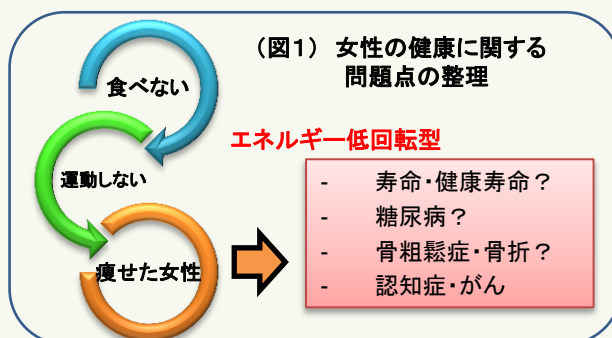 （図１） 女性の健康に関する
問題点の整理
食べない
運動しない
痩せた女性
エネルギー低回転型
- 寿命・健康寿命？
- 糖尿病？
- 骨粗鬆症・骨折？
- 認知症・がん